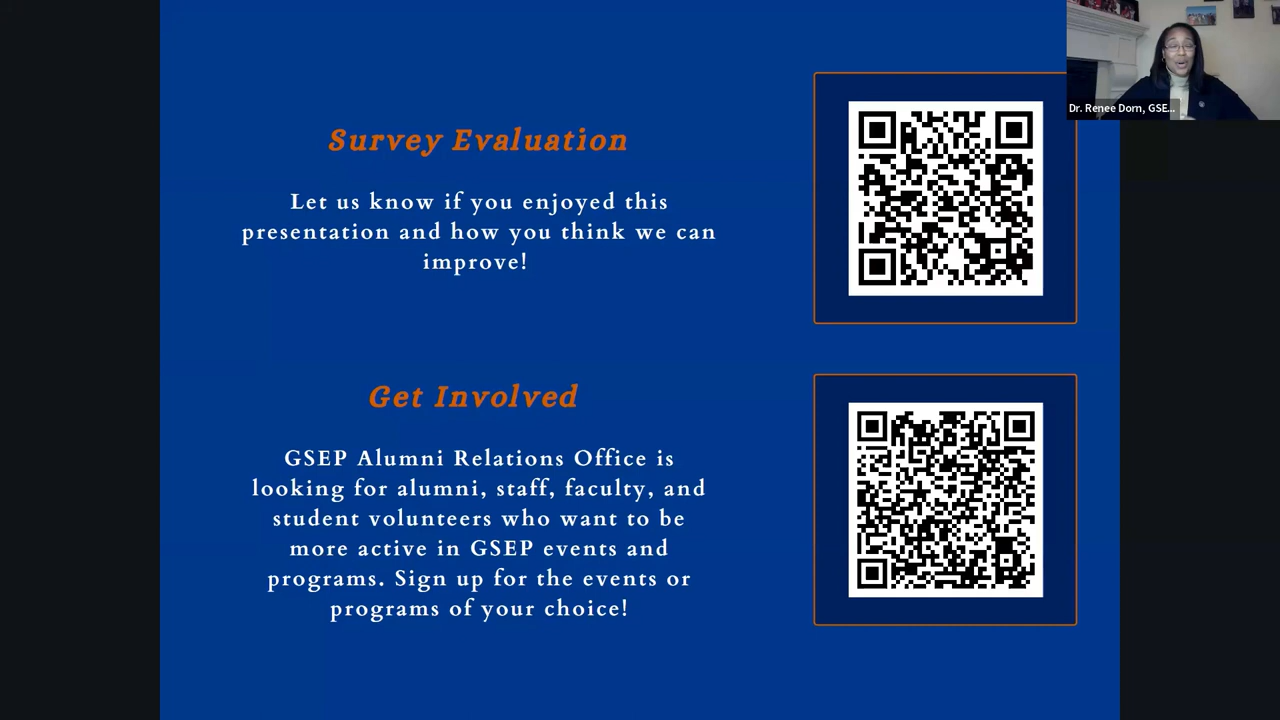 Survey Evaluation
Let us know if you enjoyed this
presentation and how you think we can
improve!
Dr. Renee Dorn, GSE...
Get Involved
GSEP Alumni Relations Office is
looking for alumni, staff, faculty, and
student volunteers who want to be
more active in GSEP events and
programs. Sign up for the events or
programs of your choice!